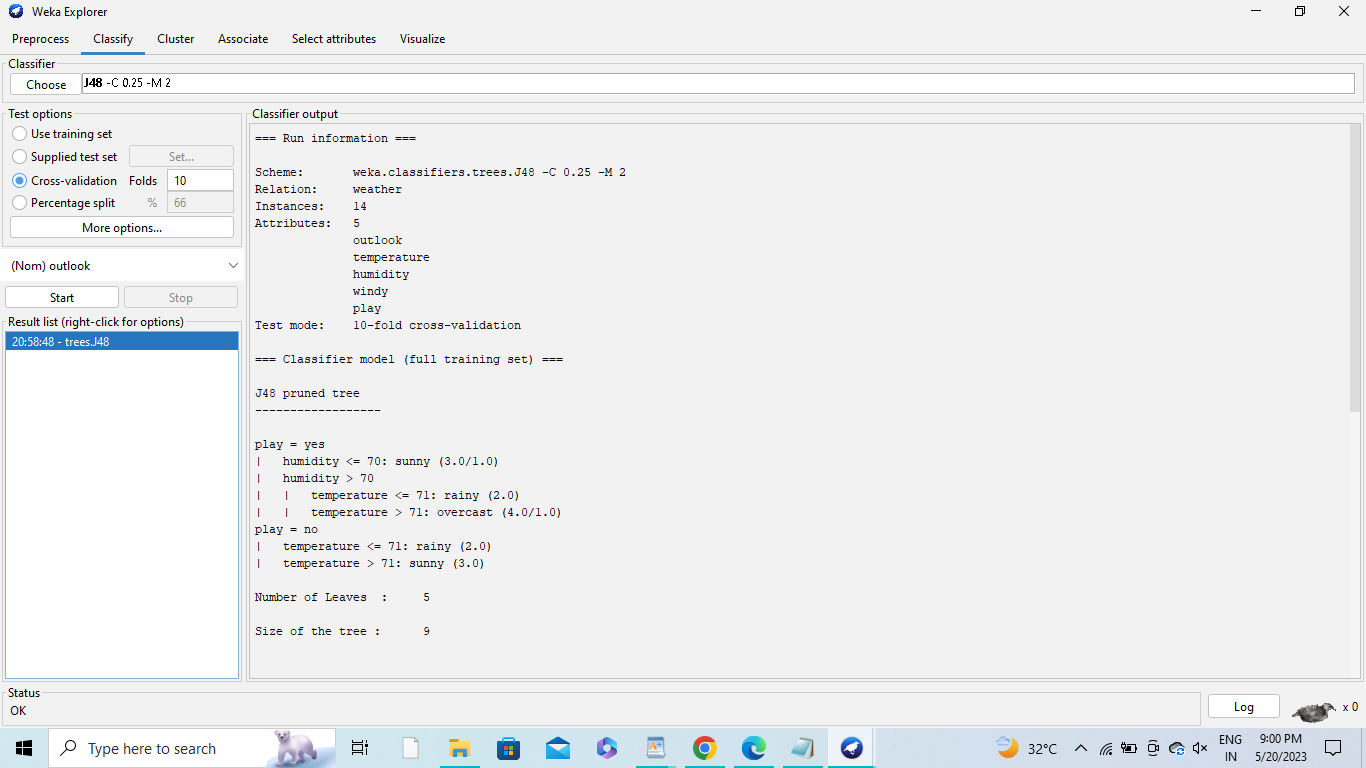 Weka Explorer
Preprocess Classify Cluster Associate Select attributes Visualize
Classifier
Choose J48 -C 0.25 -M 2
Test options
Use training set
Supplied test set Set...
Cross-validation Folds 10
Percentage split % 66
More options...
(Nom) outlook
Start Stop
Result list (right-click for options)
20:58:48 - trees.J48
Classifier output
=== Run information ===
Scheme: weka.classifiers.trees.J48 -C 0.25 -M 2
Relation: weather
Instances: 14
Attributes: 5
outlook
temperature
humidity
windy
play
Test mode: 10-fold cross-validation
=== Classifier model (full training set) ===
J48 pruned tree
------------------
play = yes
|   humidity <= 70: sunny (3.0/1.0)
|   humidity > 70
|   |   temperature <= 71: rainy (2.0)
|   |   temperature > 71: overcast (4.0/1.0)
play = no
|   temperature <= 71: rainy (2.0)
|   temperature > 71: sunny (3.0)
Number of Leaves  : 5
Size of the tree : 9
Status
OK
Log
x 0
Type here to search
32°C
ENG
IN
9:00 PM
5/20/2023